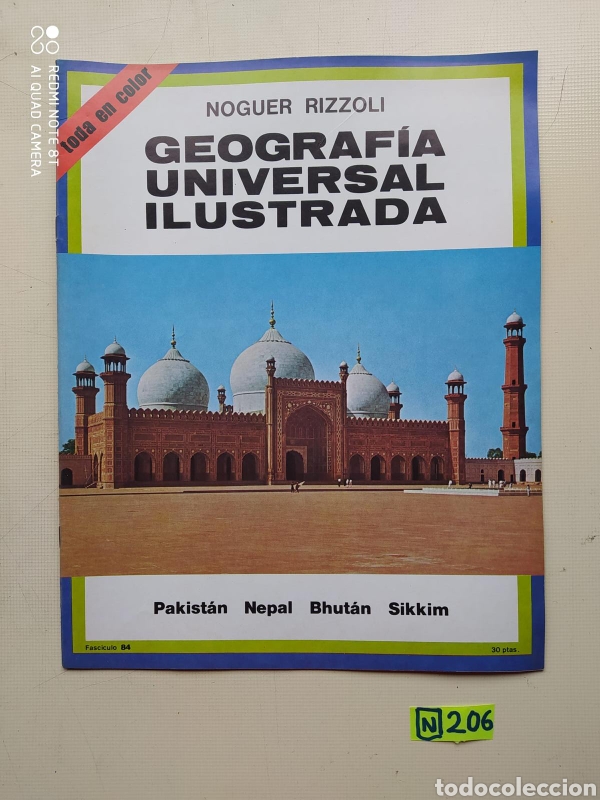 REDMI NOTE 8T
AI QUAD CAMERA
toda en color
NOGUER RIZZOLI
GEOGRAFÍA
UNIVERSAL
ILUSTRADA
Pakistán Nepal Bhután Sikkim
Fascículo 84
30 ptas.
N 206
todocoleccion